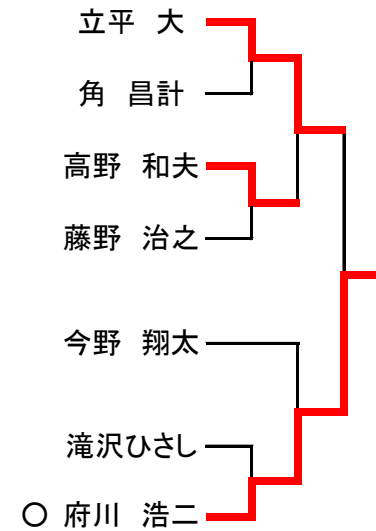 立平　大
角　昌計
高野　和夫
藤野　治之
今野　翔太
滝沢ひさし
○ 府川　浩二